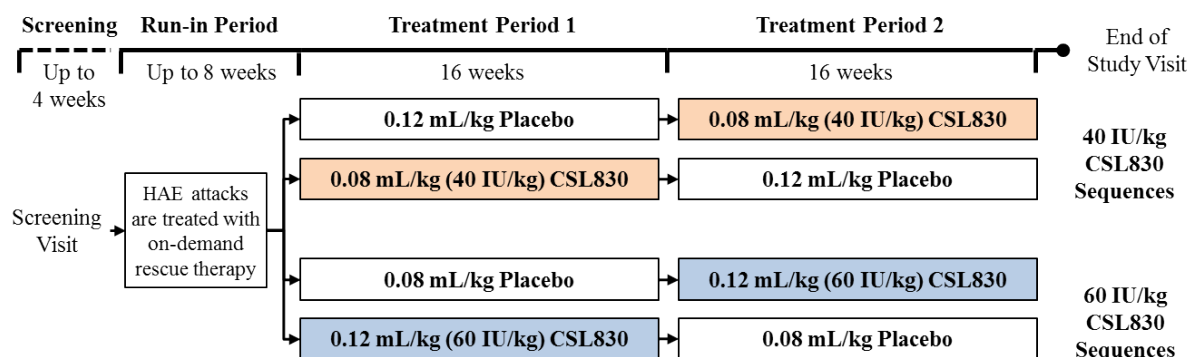 Screening
Run-in Period
Treatment Period 1
Treatment Period 2
End of
Study Visit
Up to
4 weeks
Up to 8 weeks
16 weeks
16 weeks
0.12 mL/kg Placebo
0.08 mL/kg (40 IU/kg) CSL830
40 IU/kg
CSL830
Sequences
0.08 mL/kg (40 IU/kg) CSL830
0.12 mL/kg Placebo
Screening
Visit
HAE attacks
are treated with
on-demand
rescue therapy
0.08 mL/kg Placebo
0.12 mL/kg (60 IU/kg) CSL830
60 IU/kg
CSL830
Sequences
0.12 mL/kg (60 IU/kg) CSL830
0.08 mL/kg Placebo